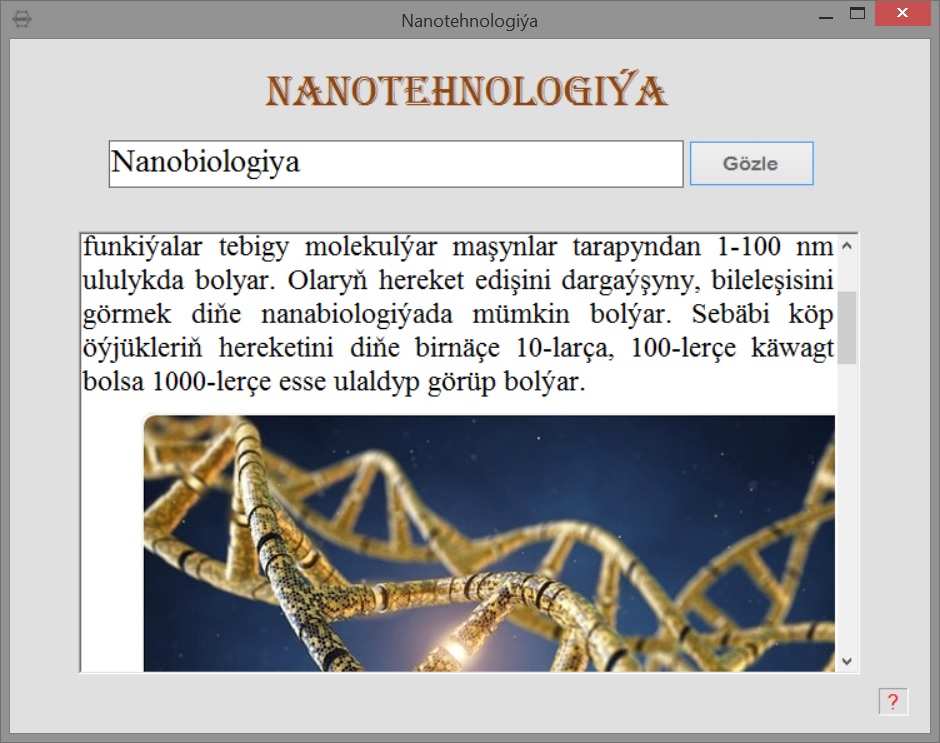 Nanotehnologiýa
NANOTEHNOLOGIÝA
Nanobiologiya
Gözle
funkiýalar tebigy molekulýar maşynlar tarapyndan 1-100 nm
ululykda bolyar. Olaryň hereket edişini dargaýşyny, bileleşisini
görmek diňe nanabiologiýada mümkin bolýar. Sebäbi köp
öýjükleriň hereketini diňe birnäçe 10-larça, 100-lerçe käwagt
bolsa 1000-lerçe esse ulaldyp görüp bolýar.
?